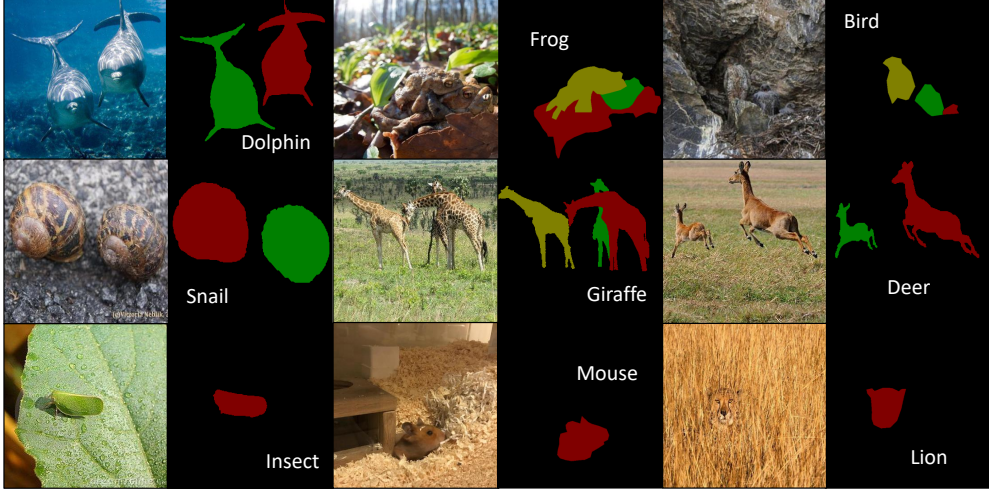 Frog
Bird
Dolphin
Snail
Giraffe
Deer
Mouse
Insect
Lion